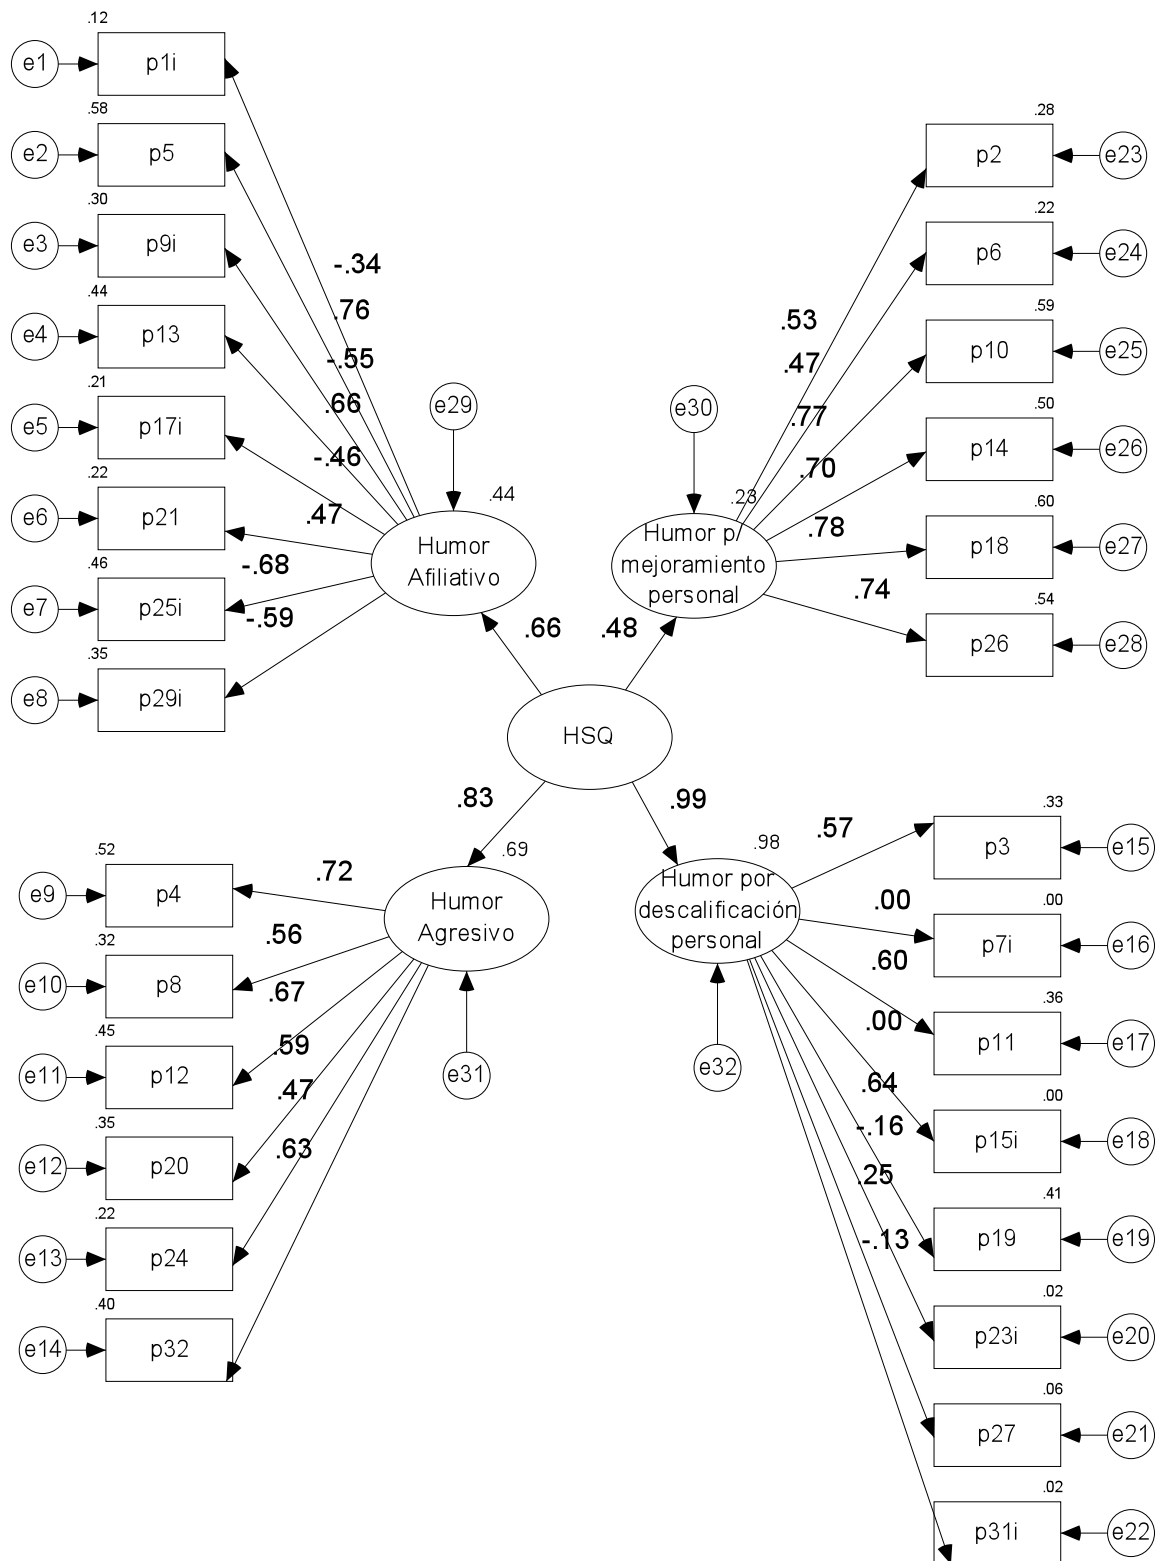 .12
e1
p1i
.58
e2
p5
.30
e3
p9i
.44
e4
p13
.21
e5
p17i
.22
e6
p21
.46
e7
p25i
.35
e8
p29i
-.34
.76
-.55
.66
-.46
.47
-.68
-.59
e29
.44
Humor
Afiliativo
.66
e30
.23
Humor p/
mejoramiento
personal
.48
.53
.47
.77
.70
.78
.74
.28
p2
e23
.22
p6
e24
.59
p10
e25
.50
p14
e26
.60
p18
e27
.54
p26
e28
HSQ
.83
.99
.69
Humor
Agresivo
e31
.72
.56
.67
.59
.47
.63
.52
e9
p4
.32
e10
p8
.45
e11
p12
.35
e12
p20
.22
e13
p24
.40
e14
p32
.98
Humor por
descalificación
personal
e32
.57
.00
.60
.00
.64
-.16
.25
-.13
.33
p3
e15
.00
p7i
e16
.36
p11
e17
.00
p15i
e18
.41
p19
e19
.02
p23i
e20
.06
p27
e21
.02
p31i
e22